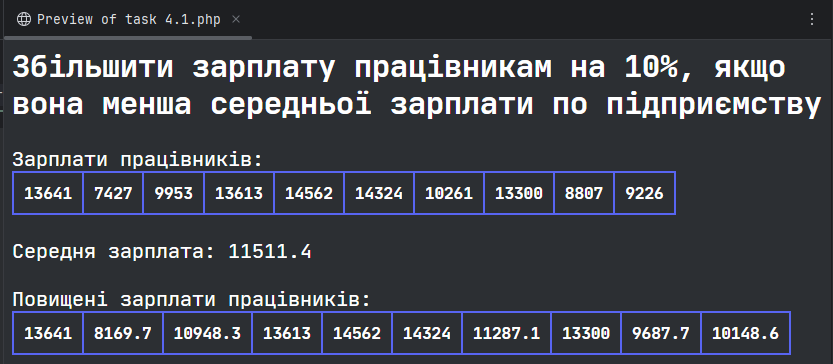 Preview of task 4.1.php
Збільшити зарплату працівникам на 10%, якщо
вона менша середньої зарплати по підприємству
Зарплати працівників:
13641 7427 9953 13613 14562 14324 10261 13300 8807 9226
Середня зарплата: 11511.4
Повищені зарплати працівників:
13641 8169.7 10948.3 13613 14562 14324 11287.1 13300 9687.7 10148.6